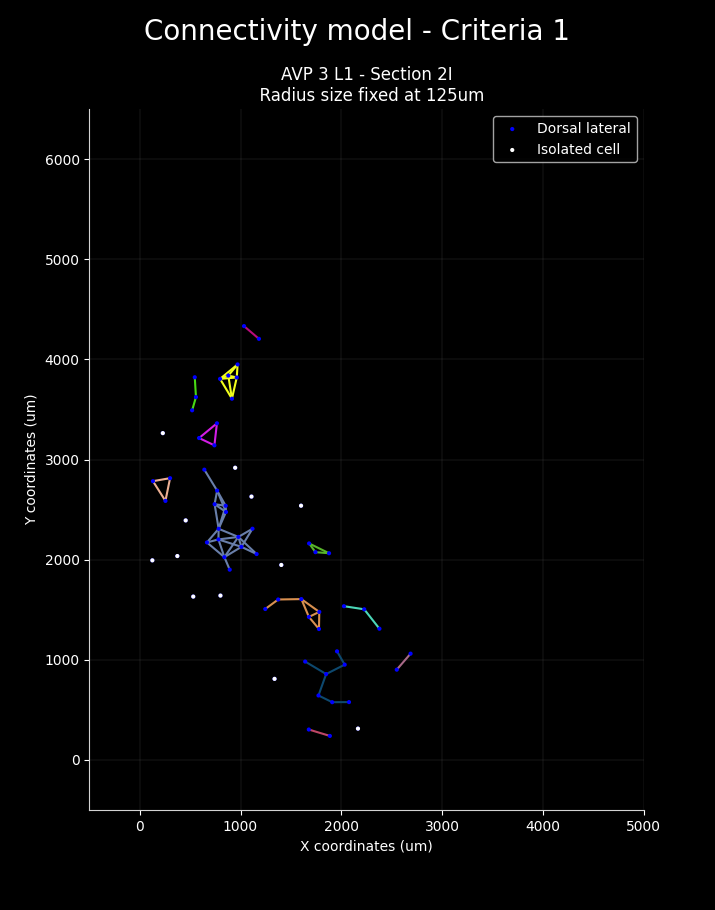 Connectivity model - Criteria 1
AVP 3 L1 - Section 2I
Radius size fixed at 125um
Dorsal lateral
Isolated cell
6000
5000
4000
3000
2000
1000
0
Y coordinates (um)
0 1000 2000 3000 4000 5000
X coordinates (um)